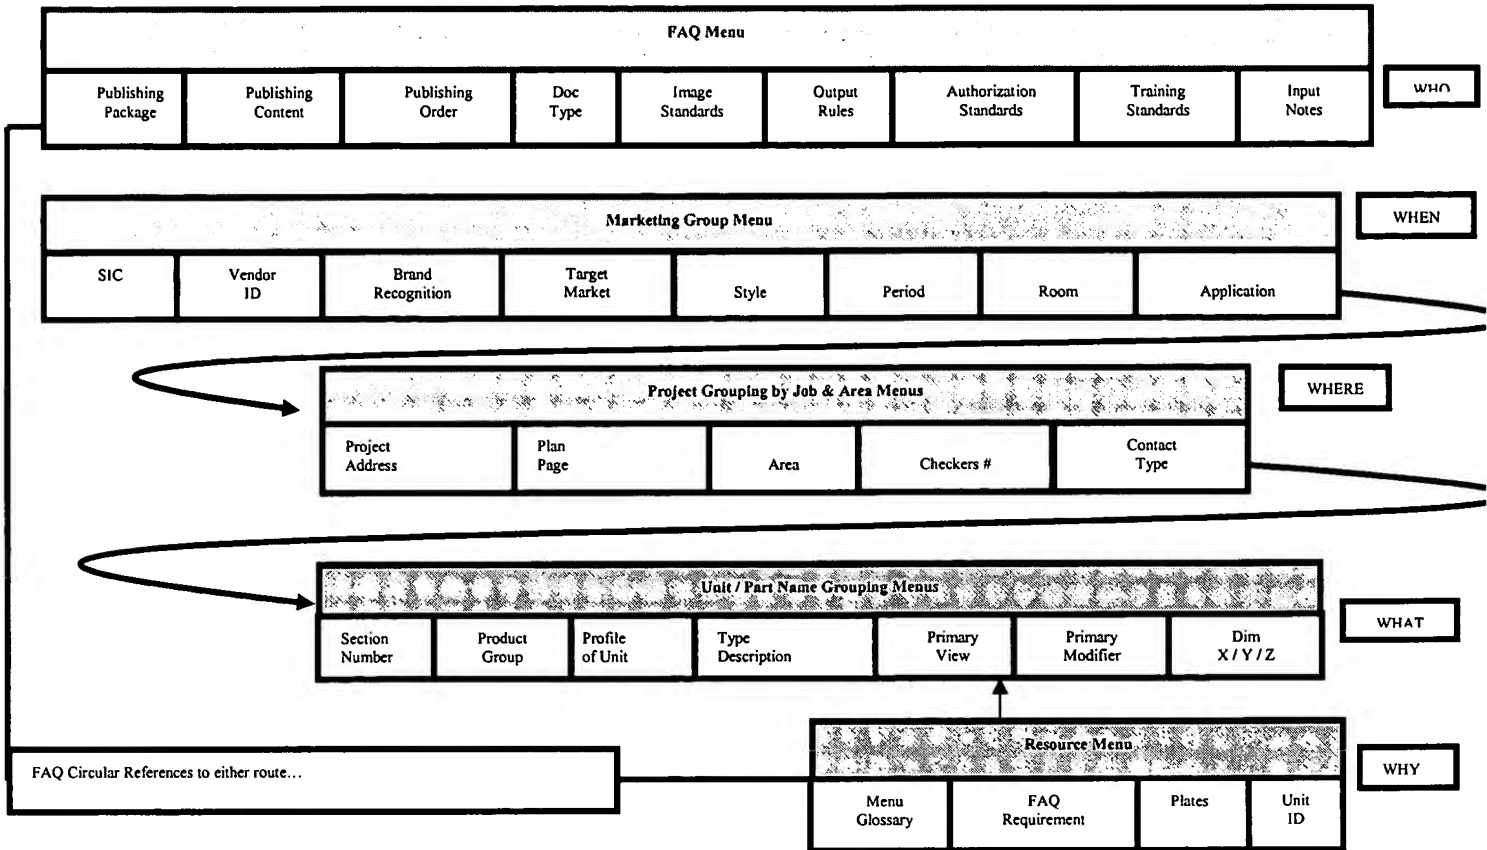 FAQ Menu
Publishing
Package
Publishing
Content
Publishing
Order
Doc
Type
Image
Standards
Output
Rules
Authorization
Standards
Training
Standards
Input
Notes
WHO
Marketing Group Menu
WHEN
SIC
Vendor
ID
Brand
Recognition
Target
Market
Style
Period
Room
Application
Project Grouping by Job & Area Menus
WHERE
Project
Address
Plan
Page
Area
Checkers #
Contact
Type
Unit / Part Name Grouping Menus
WHAT
Section
Number
Product
Group
Profile
of Unit
Type
Description
Primary
View
Primary
Modifier
Dim
X / Y / Z
Resource Menu
WHY
FAQ Circular References to either route...
Menu
Glossary
FAQ
Requirement
Plates
Unit
ID